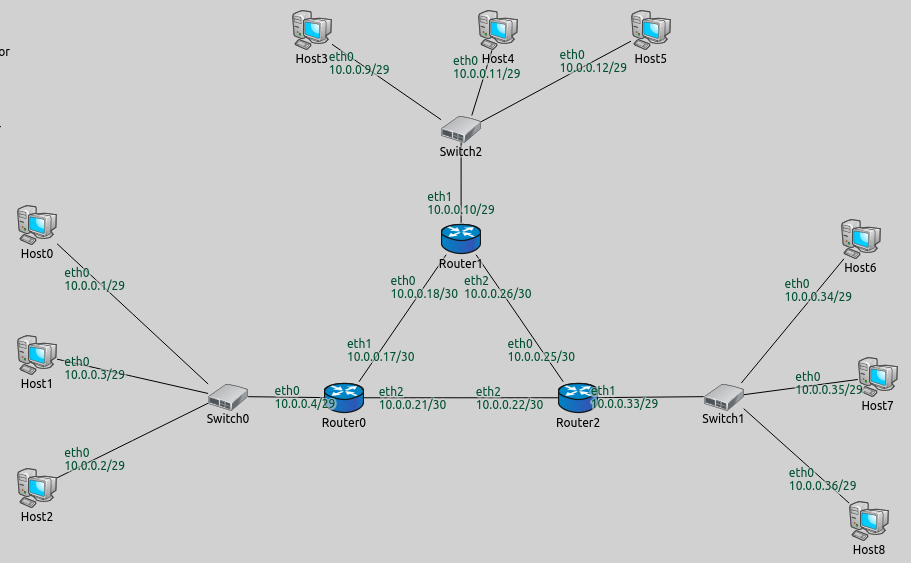 or
Host3
Host4
Host5
eth0
10.0.0.9/29
eth0
10.0.0.11/29
eth0
10.0.0.12/29
Switch2
eth1
10.0.0.10/29
Router1
Host0
eth0
10.0.0.1/29
Host6
eth0
10.0.0.34/29
eth0
10.0.0.18/30
eth2
10.0.0.26/30
eth1
10.0.0.17/30
eth0
10.0.0.25/30
Host1
eth0
10.0.0.3/29
Switch0
eth0
10.0.0.4/29
Router0
eth2
10.0.0.21/30
eth2
10.0.0.22/30
Router2
eth1
10.0.0.33/29
Switch1
eth0
10.0.0.35/29
Host7
Host2
eth0
10.0.0.2/29
eth0
10.0.0.36/29
Host8